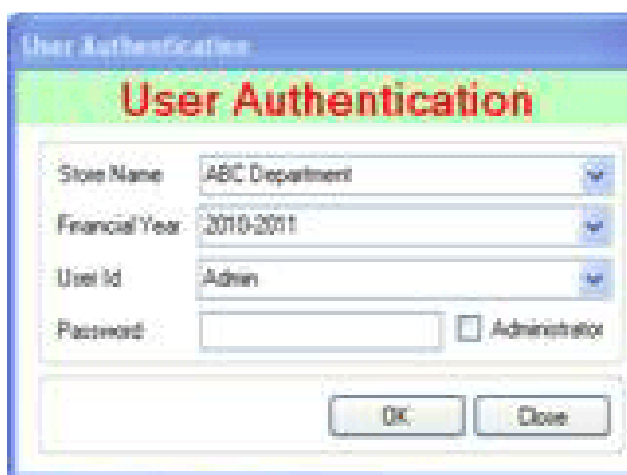 User Authentication
User Authentication
Store Name ABC Department
Financial Year 2010-2011
User Id Admin
Password Administrator
OK Close